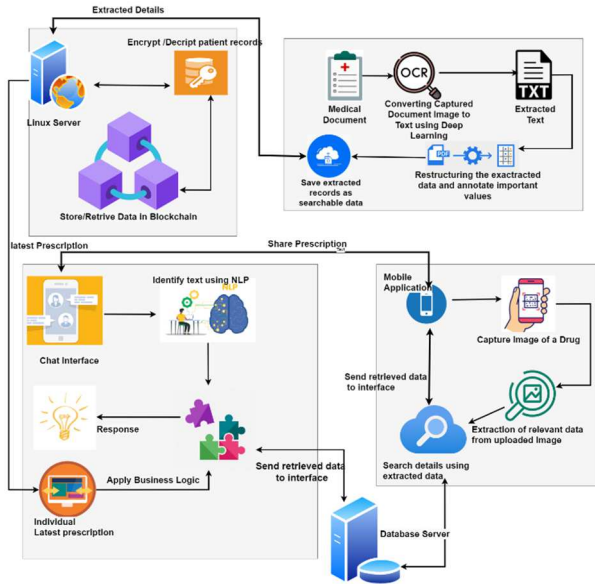 Extracted Details
Encrypt /Decript patient records
Linux Server
Store/Retrive Data in Blockchain
OCR
TXT
Medical
Document
Converting Captured
Document Image to
Text using Deep
Learning
Extracted
Text
PDF
Save extracted
records as
searchable data
Restructuring the exactracted
data and annotate important
values
latest Prescription
Share Prescription
Identify text using NLP
NLP
Chat Interface
Response
Apply Business Logic
Individual
Latest prescription
Send retrieved data
to interface
Mobile
Application
Capture Image of a Drug
Send retrieved data
to interface
Extraction of relevant data
from uploaded Image
Search details using
extracted data
Database Server